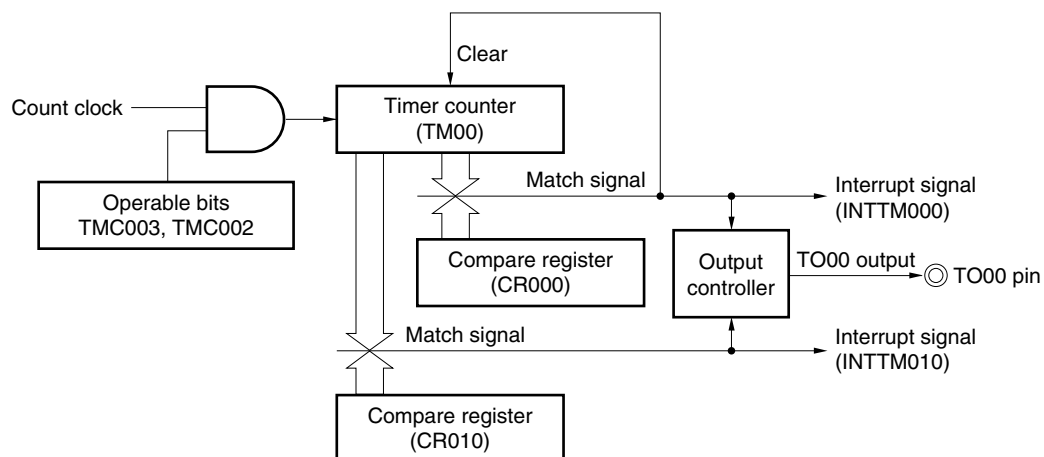 Clear
Count clock
Timer counter
(TM00)
Operable bits
TMC003, TMC002
Match signal
Interrupt signal
(INTTM000)
Compare register
(CR000)
Output
controller
TO00 output
TO00 pin
Match signal
Interrupt signal
(INTTM010)
Compare register
(CR010)